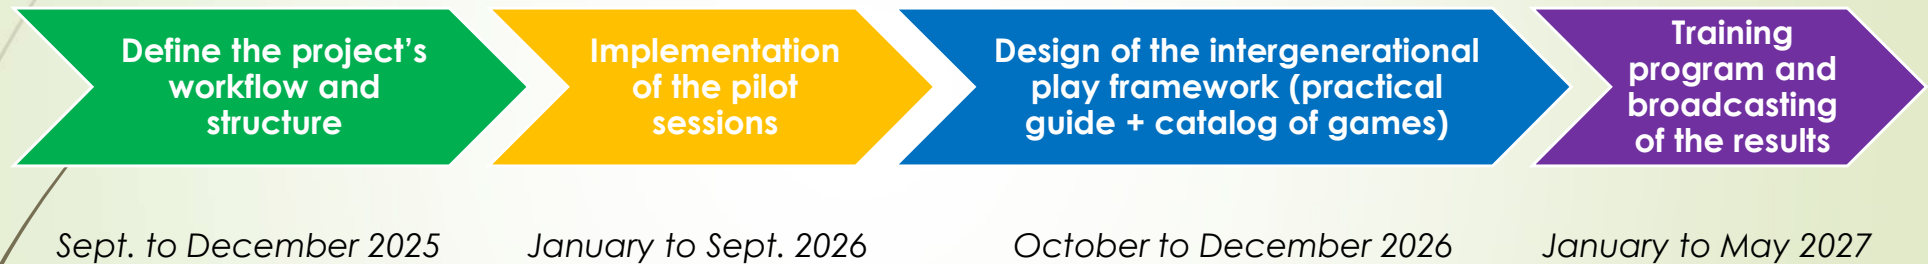 Define the project’s
workflow and
structure
Implementation
of the pilot
sessions
Design of the intergenerational
play framework (practical
guide + catalog of games)
Training
program and
broadcasting
of the results
Sept. to December 2025
January to Sept. 2026
October to December 2026
January to May 2027